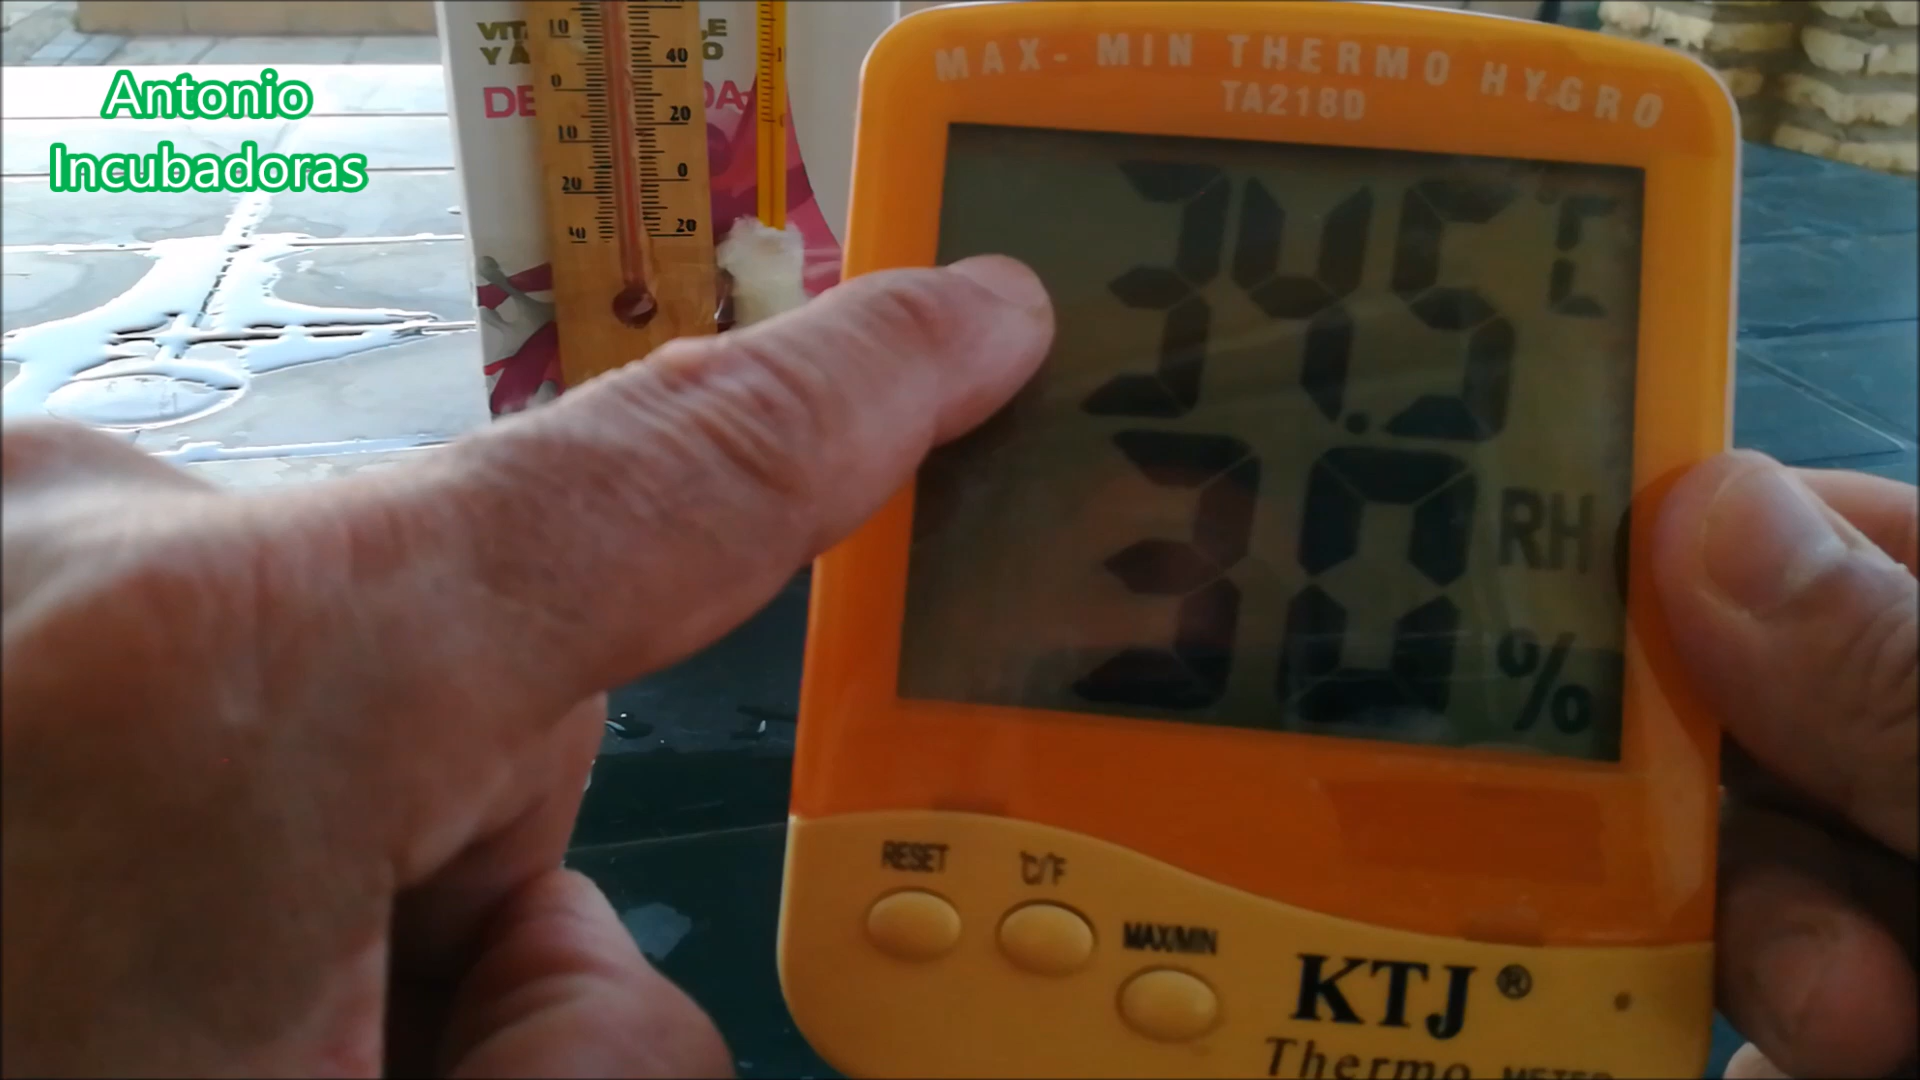 Antonio
Incubadoras
MAX- MIN THERMO HYGRO
TA218D
34.5 °C
30 RH
%
RESET
°C/°F
MAX/MIN
KTJ®
Thermo METER
10
0
10
20
40
40
20
0
20